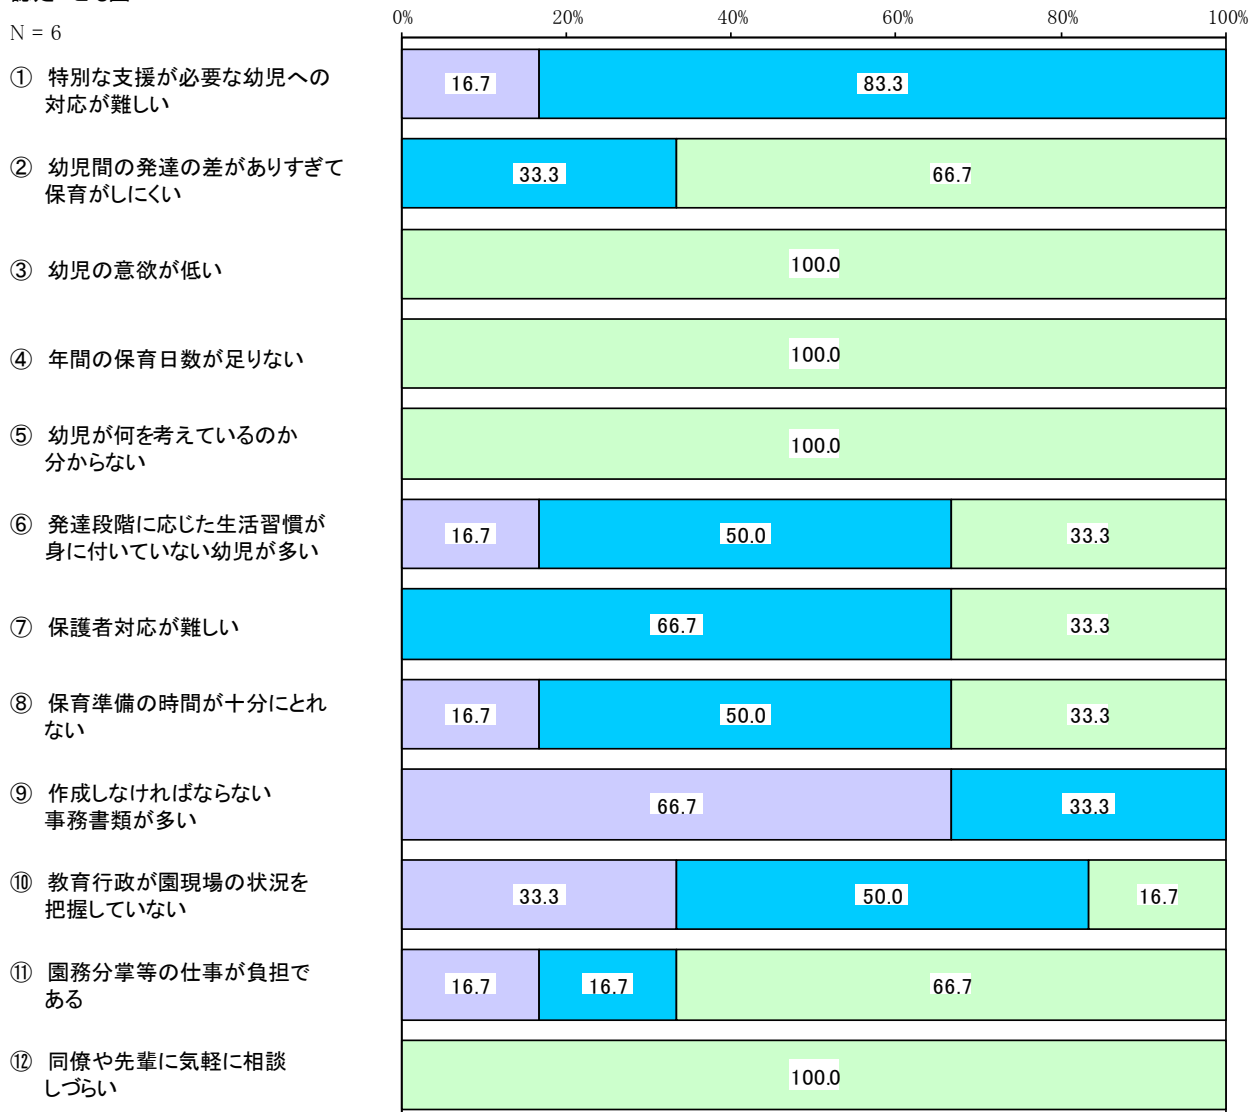 0% 20% 40% 60% 80% 100%
N = 6
① 特別な支援が必要な幼児への
対応が難しい
16.7 83.3
② 幼児間の発達の差がありすぎて
保育がしにくい
33.3 66.7
③ 幼児の意欲が低い
100.0
④ 年間の保育日数が足りない
100.0
⑤ 幼児が何を考えているのか
分からない
100.0
⑥ 発達段階に応じた生活習慣が
身に付いていない幼児が多い
16.7 50.0 33.3
⑦ 保護者対応が難しい
66.7 33.3
⑧ 保育準備の時間が十分にとれ
ない
16.7 50.0 33.3
⑨ 作成しなければならない
事務書類が多い
66.7 33.3
⑩ 教育行政が園現場の状況を
把握していない
33.3 50.0 16.7
⑪ 園務分掌等の仕事が負担で
ある
16.7 16.7 66.7
⑫ 同僚や先輩に気軽に相談
しづらい
100.0